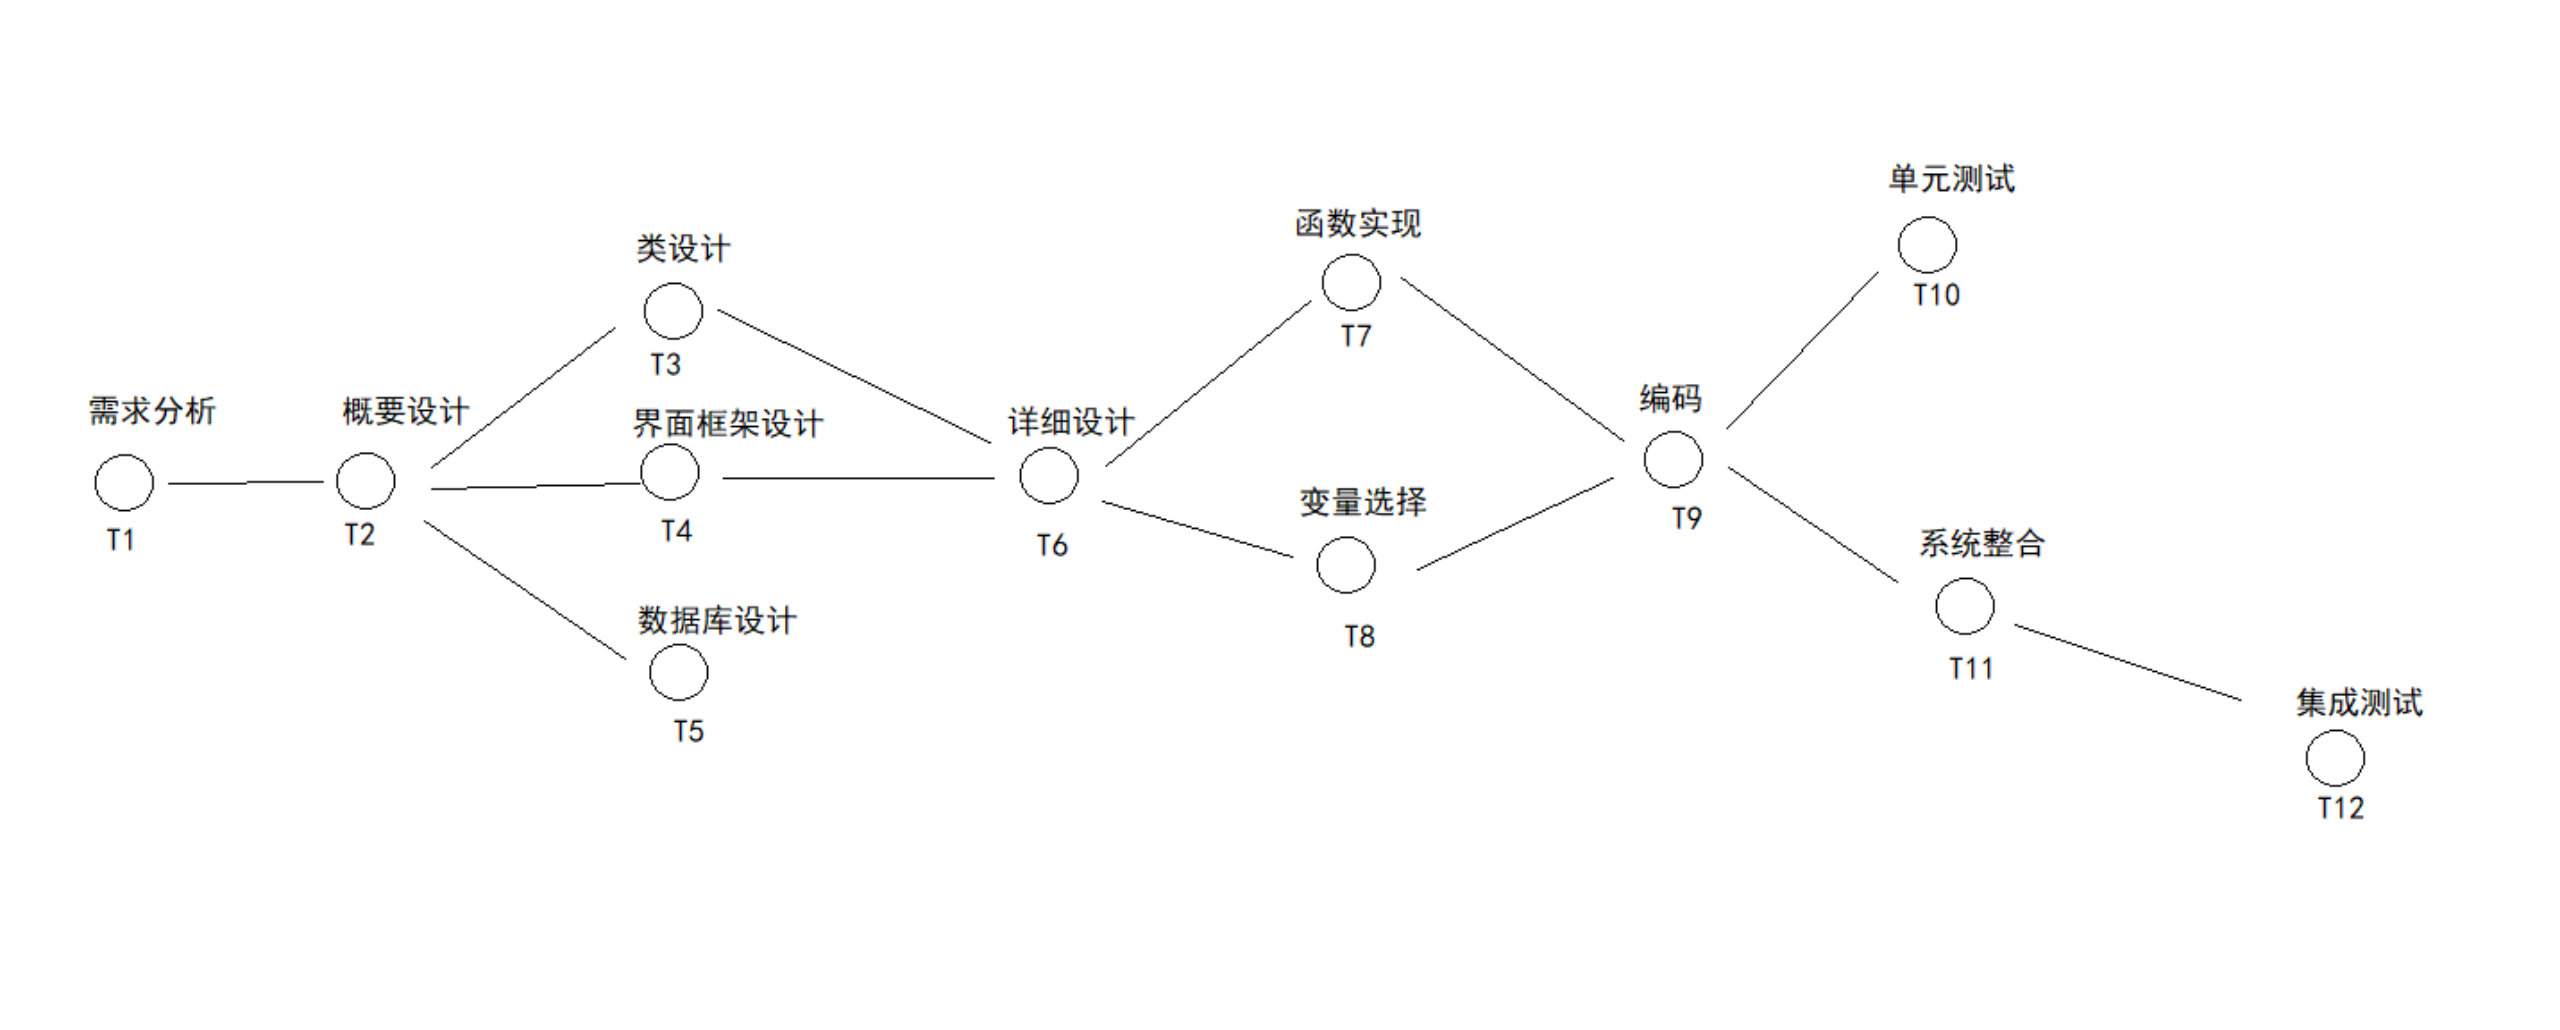 需求分析
T1
概要设计
T2
类设计
T3
界面框架设计
T4
数据库设计
T5
详细设计
T6
函数实现
T7
变量选择
T8
编码
T9
单元测试
T10
系统整合
T11
集成测试
T12